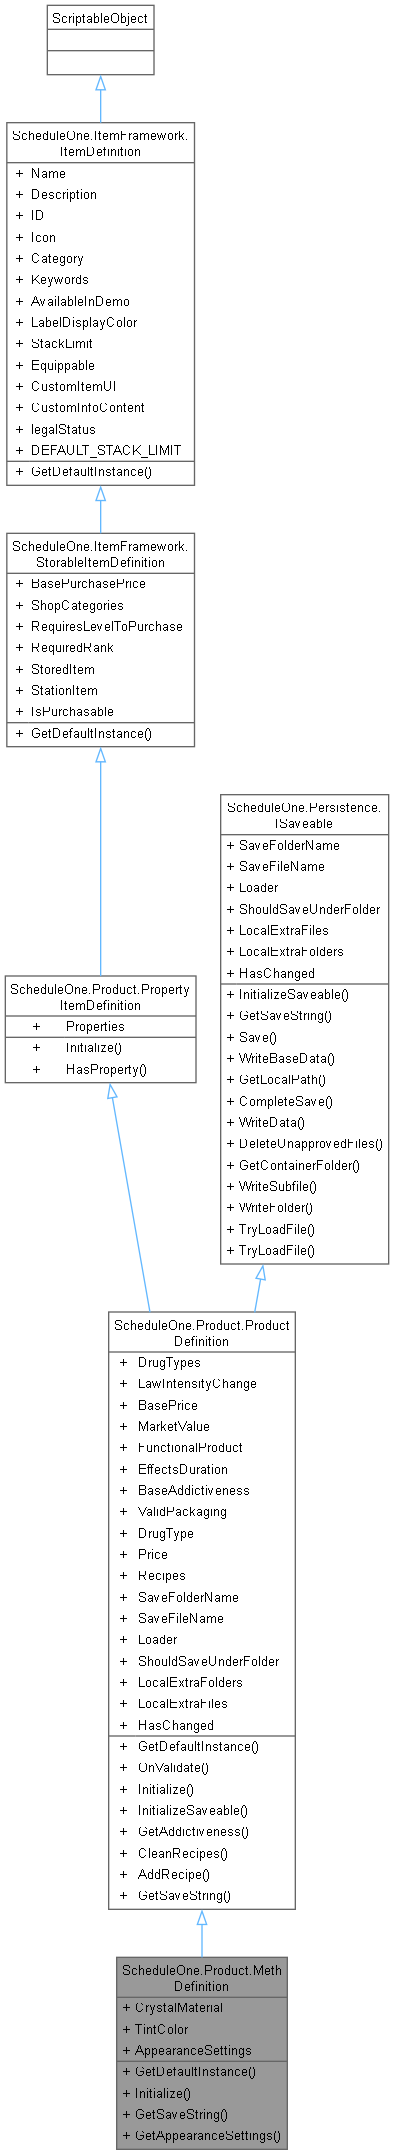 ScriptableObject
ScheduleOne.ItemFramework.
ItemDefinition
+ Name
+ Description
+ ID
+ Icon
+ Category
+ Keywords
+ AvailableInDemo
+ LabelDisplayColor
+ StackLimit
+ Equippable
+ CustomItemUI
+ CustomInfoContent
+ legalStatus
+ DEFAULT_STACK_LIMIT
+ GetDefaultInstance()
ScheduleOne.ItemFramework.
StorableItemDefinition
+ BasePurchasePrice
+ ShopCategories
+ RequiresLevelToPurchase
+ RequiredRank
+ StoredItem
+ StationItem
+ IsPurchasable
+ GetDefaultInstance()
ScheduleOne.Persistence.
ISaveable
+ SaveFolderName
+ SaveFileName
+ Loader
+ ShouldSaveUnderFolder
+ LocalExtraFiles
+ LocalExtraFolders
+ HasChanged
+ InitializeSaveable()
+ GetSaveString()
+ Save()
+ WriteBaseData()
+ GetLocalPath()
+ CompleteSave()
+ WriteData()
+ DeleteUnapprovedFiles()
+ GetContainerFolder()
+ WriteSubfile()
+ WriteFolder()
+ TryLoadFile()
+ TryLoadFile()
ScheduleOne.Product.Property
ItemDefinition
+ Properties
+ Initialize()
+ HasProperty()
ScheduleOne.Product.Product
Definition
+ DrugTypes
+ LawIntensityChange
+ BasePrice
+ MarketValue
+ FunctionalProduct
+ EffectsDuration
+ BaseAddictiveness
+ ValidPackaging
+ DrugType
+ Price
+ Recipes
+ SaveFolderName
+ SaveFileName
+ Loader
+ ShouldSaveUnderFolder
+ LocalExtraFolders
+ LocalExtraFiles
+ HasChanged
+ GetDefaultInstance()
+ OnValidate()
+ Initialize()
+ InitializeSaveable()
+ GetAddictiveness()
+ CleanRecipes()
+ AddRecipe()
+ GetSaveString()
ScheduleOne.Product.Meth
Definition
+ CrystalMaterial
+ TintColor
+ AppearanceSettings
+ GetDefaultInstance()
+ Initialize()
+ GetSaveString()
+ GetAppearanceSettings()